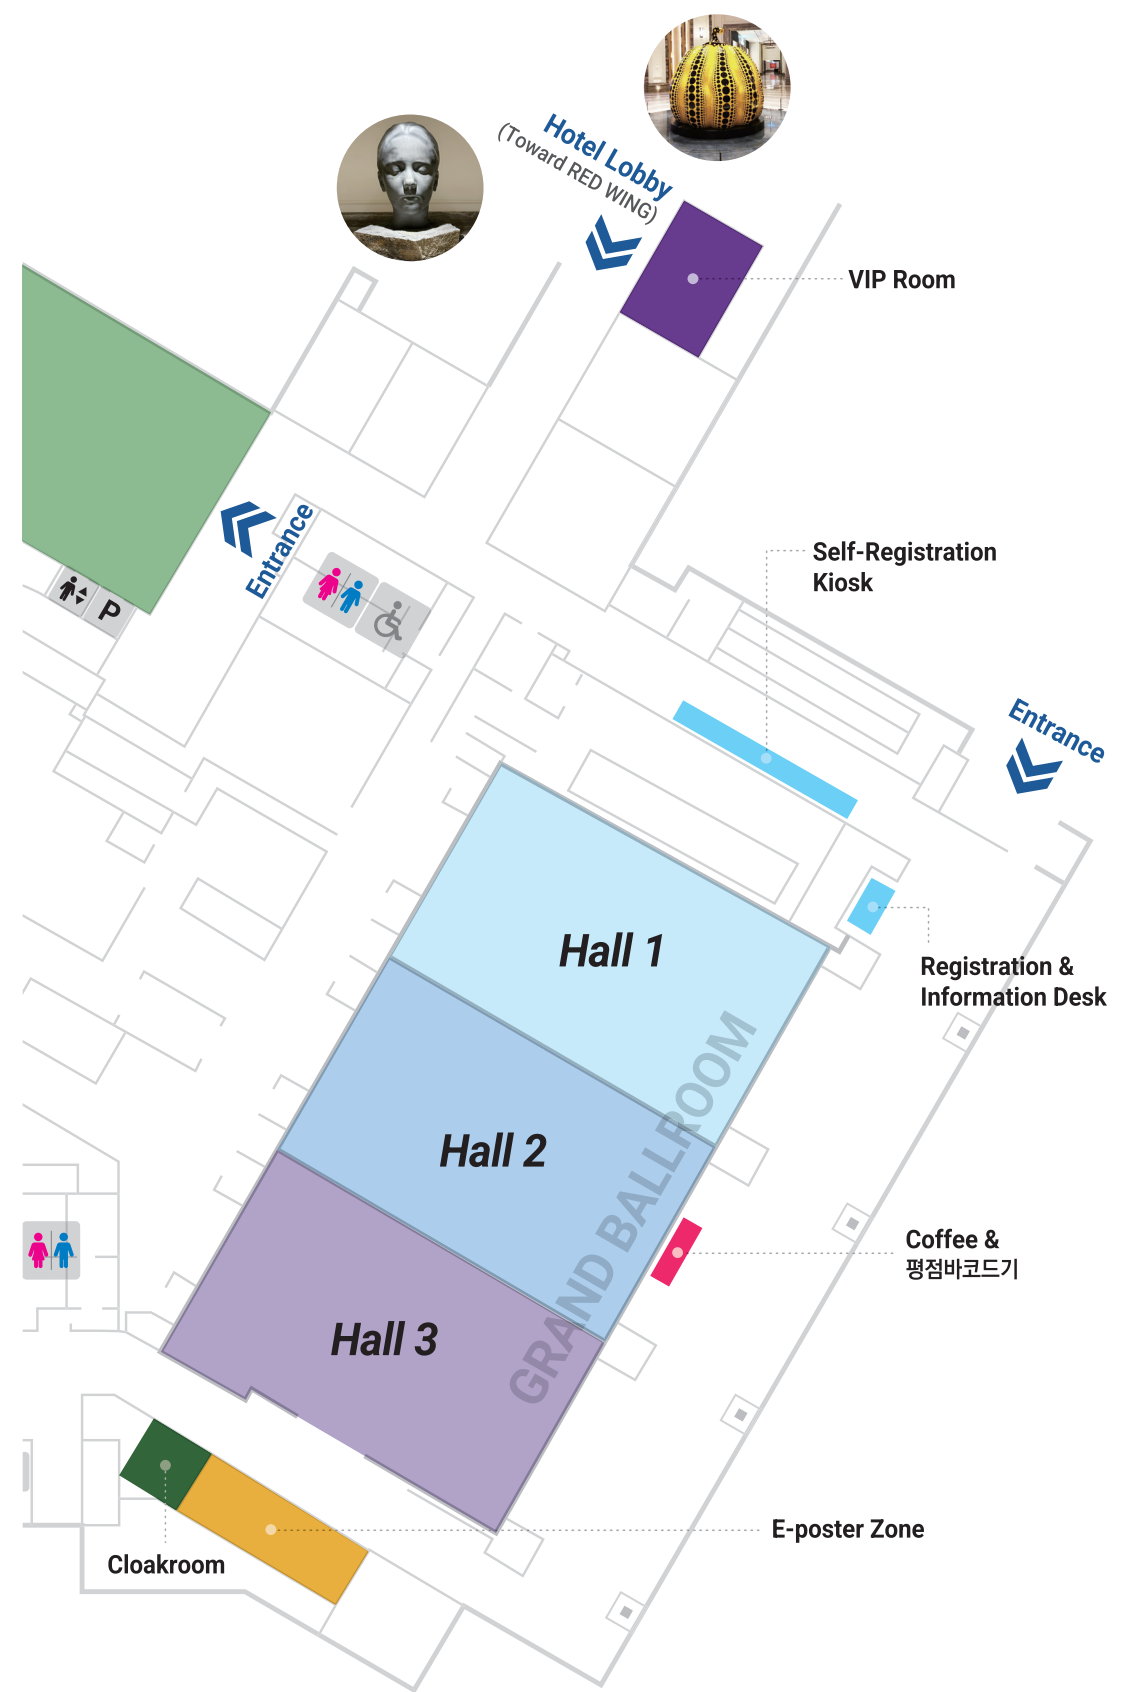 Hotel Lobby
(Toward RED WING)
VIP Room
Entrance
P
Self-Registration
Kiosk
Entrance
Hall 1
Registration &
Information Desk
Hall 2
GRAND BALLROOM
Coffee &
평점바코드기
Hall 3
E-poster Zone
Cloakroom